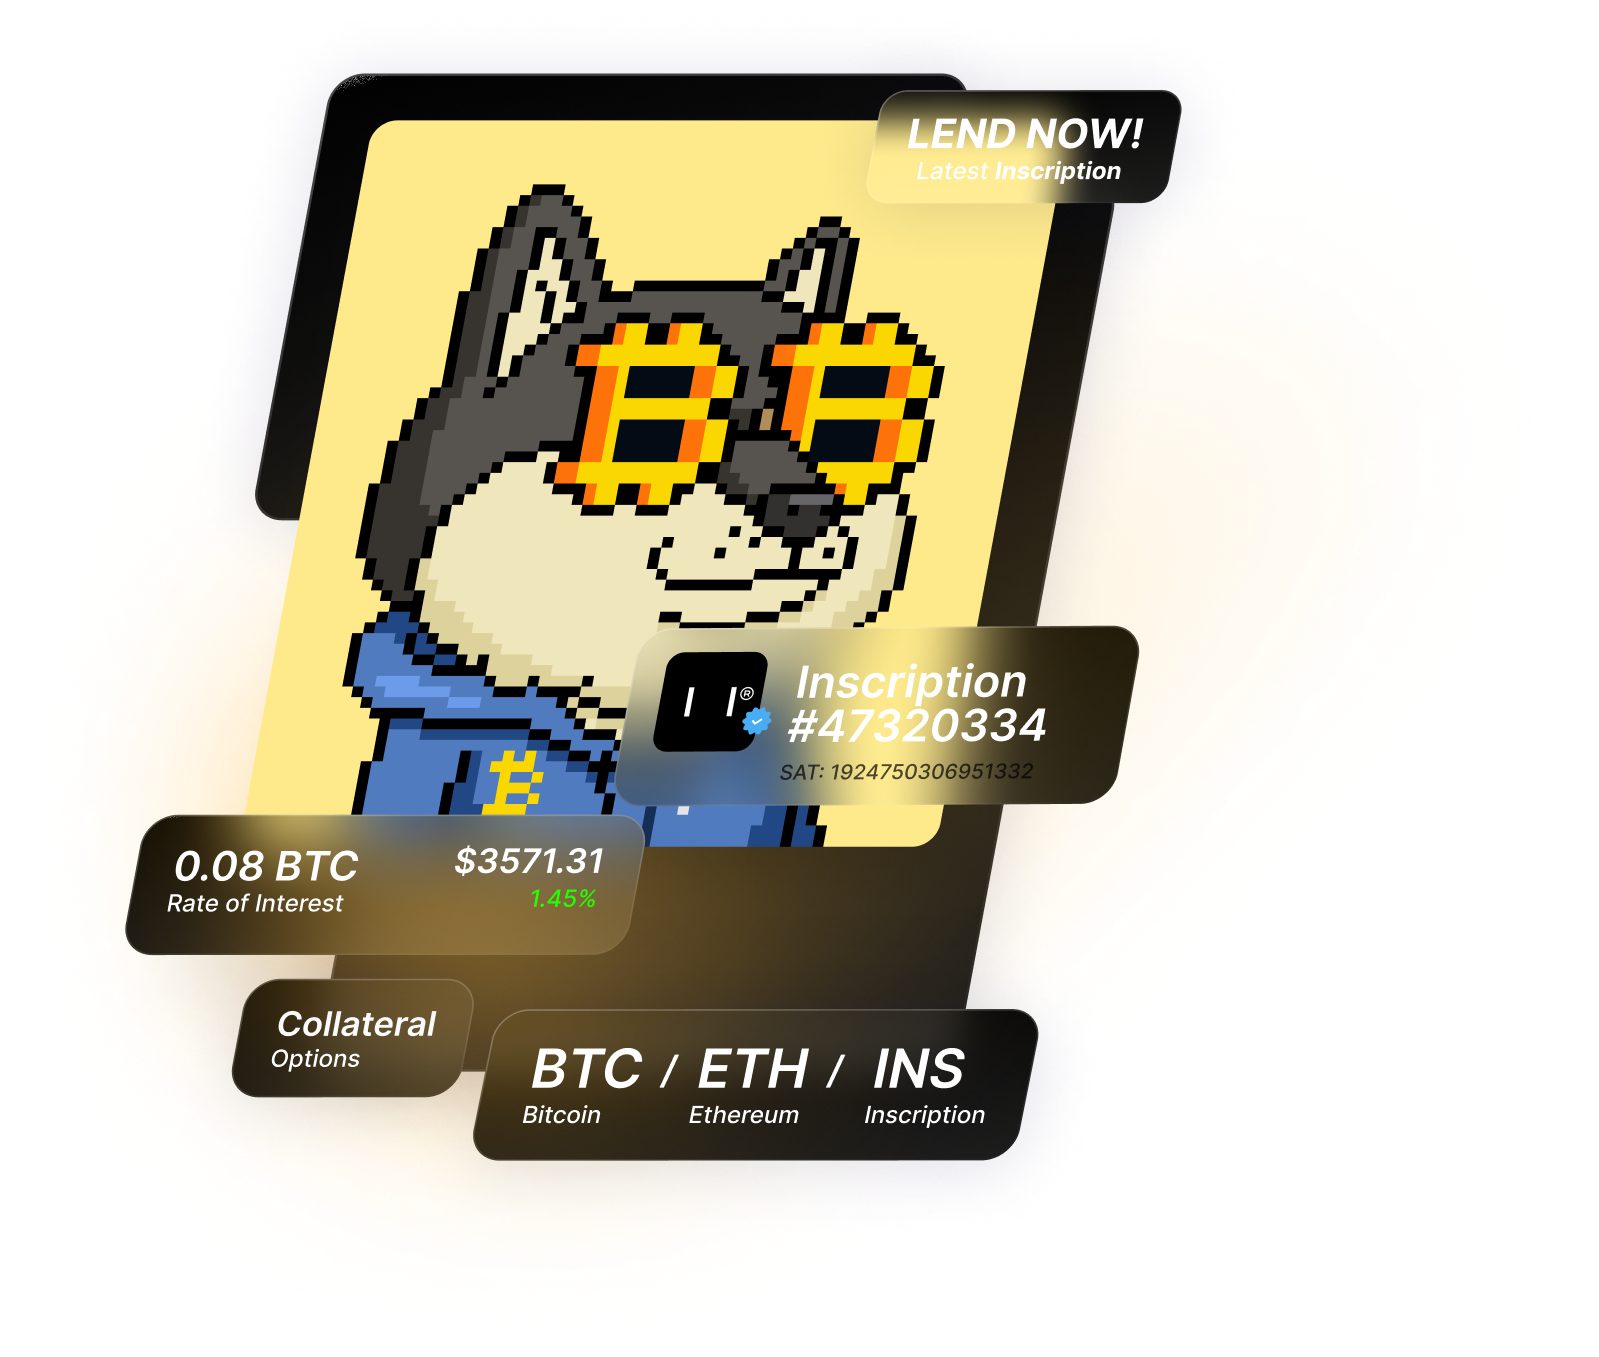 LEND NOW!
Latest Inscription
Inscription
#47320334
SAT: 1924750306951332
0.08 BTC
Rate of Interest
$3571.31
1.45%
Collateral
Options
BTC / ETH / INS
Bitcoin Ethereum Inscription